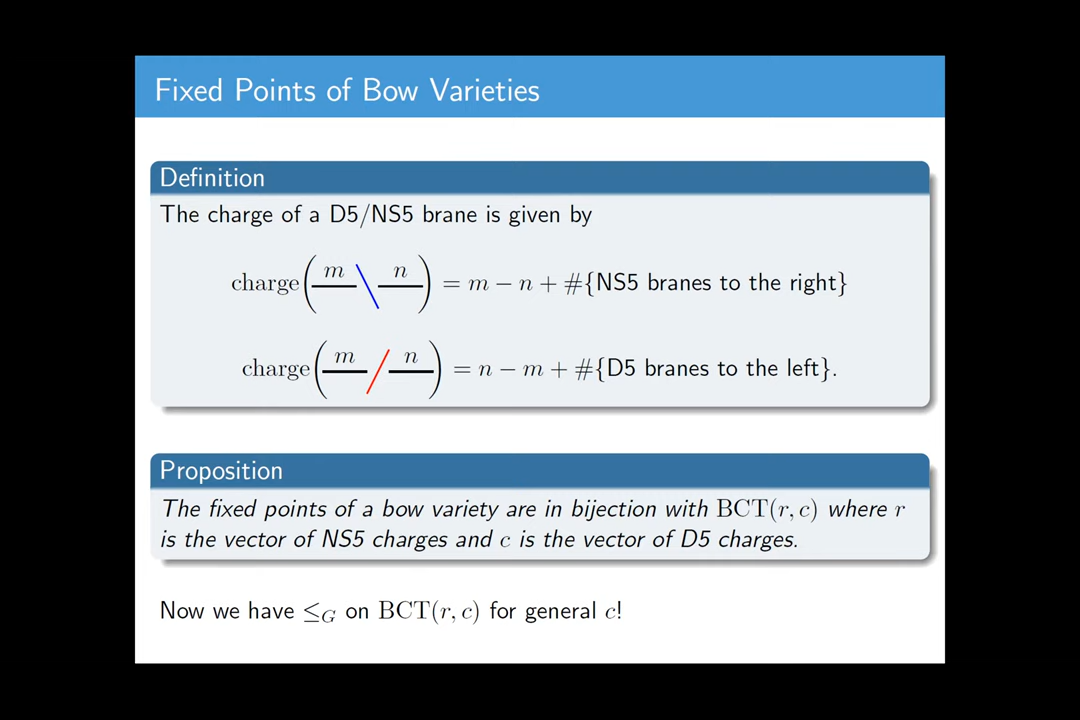 Fixed Points of Bow Varieties
Definition
The charge of a D5/NS5 brane is given by
charge( m \ n ) = m − n + #{NS5 branes to the right}
charge( m / n ) = n − m + #{D5 branes to the left}.
Proposition
The fixed points of a bow variety are in bijection with BCT(r, c) where r
is the vector of NS5 charges and c is the vector of D5 charges.
Now we have ≤_G on BCT(r, c) for general c!